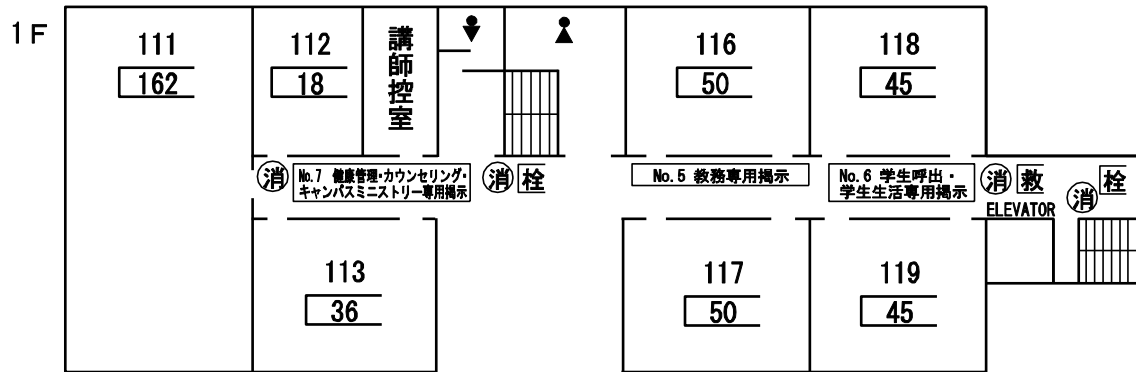 1F
111
162
112
18
講師控室
116
50
118
45
消
No.7 健康管理・カウンセリング・
キャンパスミニストリー専用掲示
消
栓
No.5 教務専用掲示
No.6 学生呼出・
学生生活専用掲示
消
救
消
栓
ELEVATOR
113
36
117
50
119
45